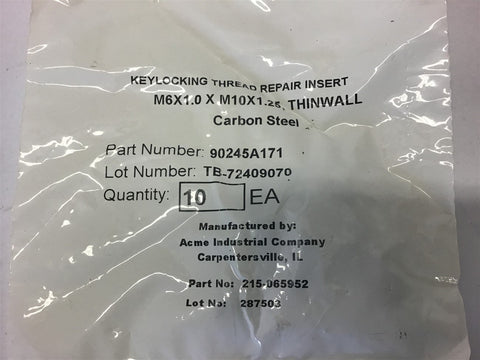 KEYLOCKING THREAD REPAIR INSERT
M6X1.0 X M10X1.25, THINWALL
Carbon Steel
Part Number: 90245A171
Lot Number: TB-72409070
Quantity: 10 EA
Manufactured by:
Acme Industrial Company
Carpentersville, IL
Part No: 215-065952
Lot No: 287503